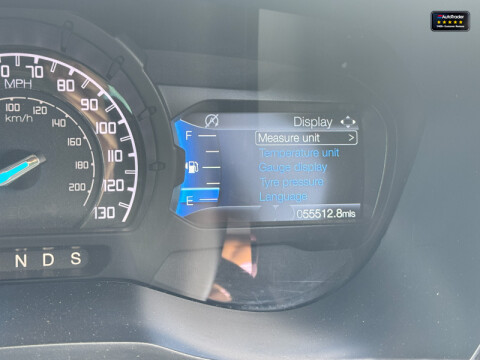 AutoTrader
70 80 90 100 110 120 130
MPH
100 120 140 160 180 200
km/h
N D S
F
E
Display
Measure unit >
Temperature unit
Gauge display
Tyre pressure
Language
055512.8mls